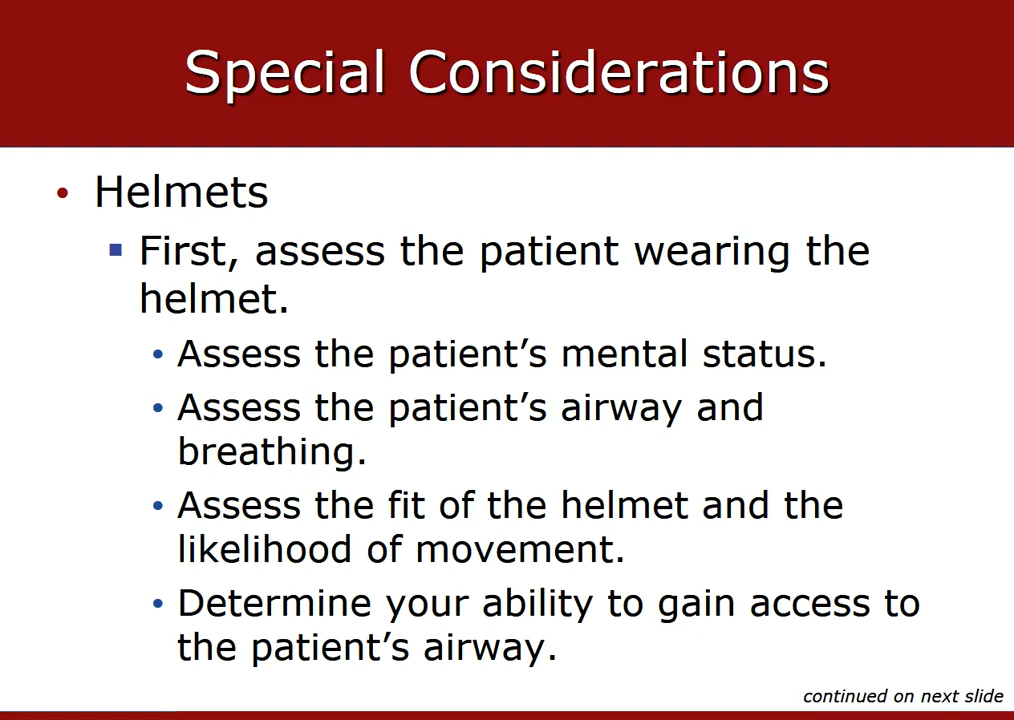 Special Considerations
• Helmets
▪ First, assess the patient wearing the
helmet.
• Assess the patient’s mental status.
• Assess the patient’s airway and
breathing.
• Assess the fit of the helmet and the
likelihood of movement.
• Determine your ability to gain access to
the patient’s airway.
continued on next slide